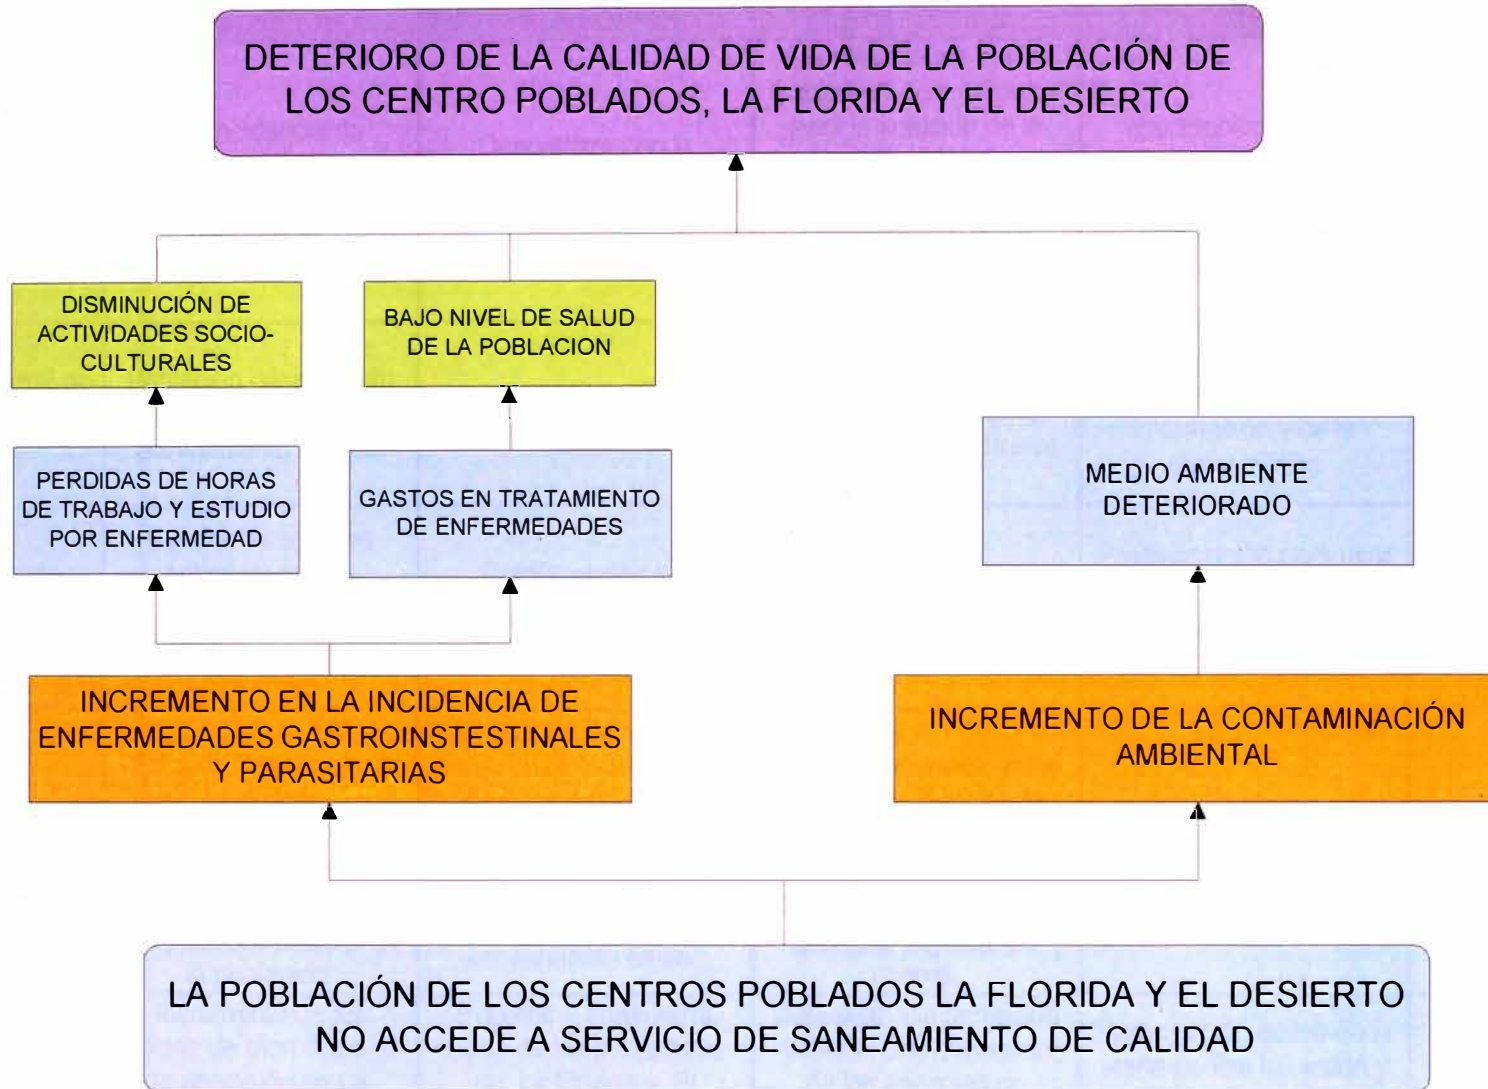 DETERIORO DE LA CALIDAD DE VIDA DE LA POBLACIÓN DE
LOS CENTRO POBLADOS, LA FLORIDA Y EL DESIERTO
DISMINUCIÓN DE
ACTIVIDADES SOCIO-
CULTURALES
BAJO NIVEL DE SALUD
DE LA POBLACION
PERDIDAS DE HORAS
DE TRABAJO Y ESTUDIO
POR ENFERMEDAD
GASTOS EN TRATAMIENTO
DE ENFERMEDADES
MEDIO AMBIENTE
DETERIORADO
INCREMENTO EN LA INCIDENCIA DE
ENFERMEDADES GASTROINSTESTINALES
Y PARASITARIAS
INCREMENTO DE LA CONTAMINACIÓN
AMBIENTAL
LA POBLACIÓN DE LOS CENTROS POBLADOS LA FLORIDA Y EL DESIERTO
NO ACCEDE A SERVICIO DE SANEAMIENTO DE CALIDAD